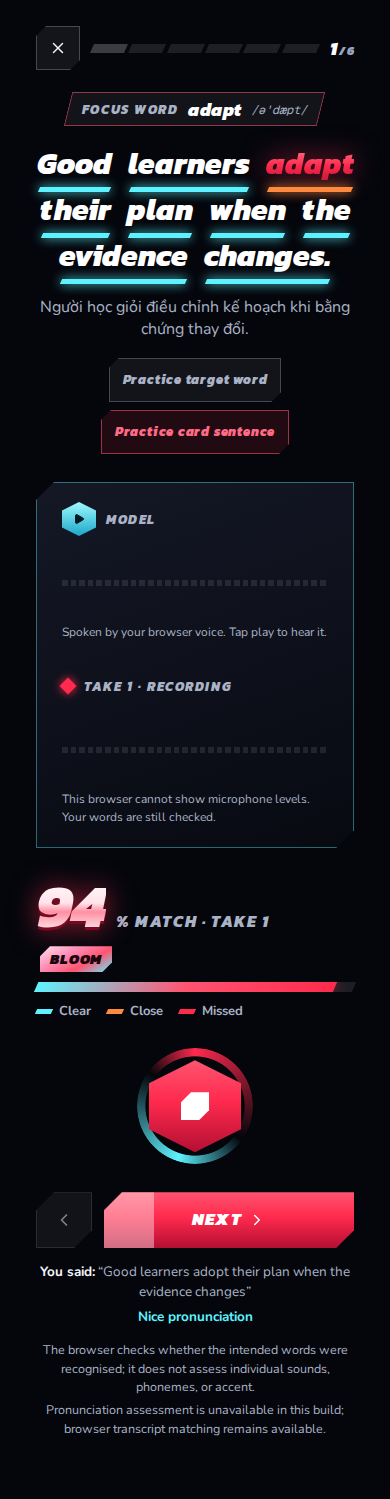 1/6
FOCUS WORD adapt /əˈdæpt/
Good learners adapt
their plan when the
evidence changes.
Người học giỏi điều chỉnh kế hoạch khi bằng
chứng thay đổi.
Practice target word
Practice card sentence
MODEL
Spoken by your browser voice. Tap play to hear it.
TAKE 1 · RECORDING
This browser cannot show microphone levels.
Your words are still checked.
94 % MATCH · TAKE 1
BLOOM
Clear Close Missed
NEXT
You said: “Good learners adopt their plan when the
evidence changes”
Nice pronunciation
The browser checks whether the intended words were
recognised; it does not assess individual sounds,
phonemes, or accent.
Pronunciation assessment is unavailable in this build;
browser transcript matching remains available.